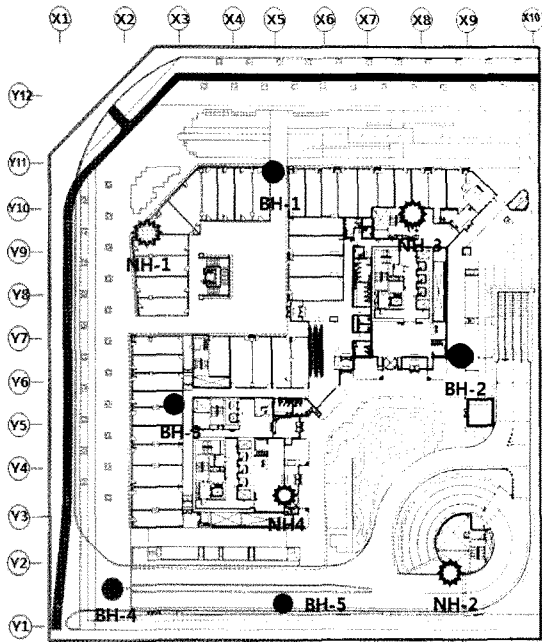 X1 X2 X3 X4 X5 X6 X7 X8 X9 X10
Y12
Y11
Y10
BH-1
NH-3
Y9
NH-1
Y8
Y7
BH-2
Y6
BH-3
Y5
Y4
Y3
NH4
Y2
BH-4
BH-5
NH-2
Y1